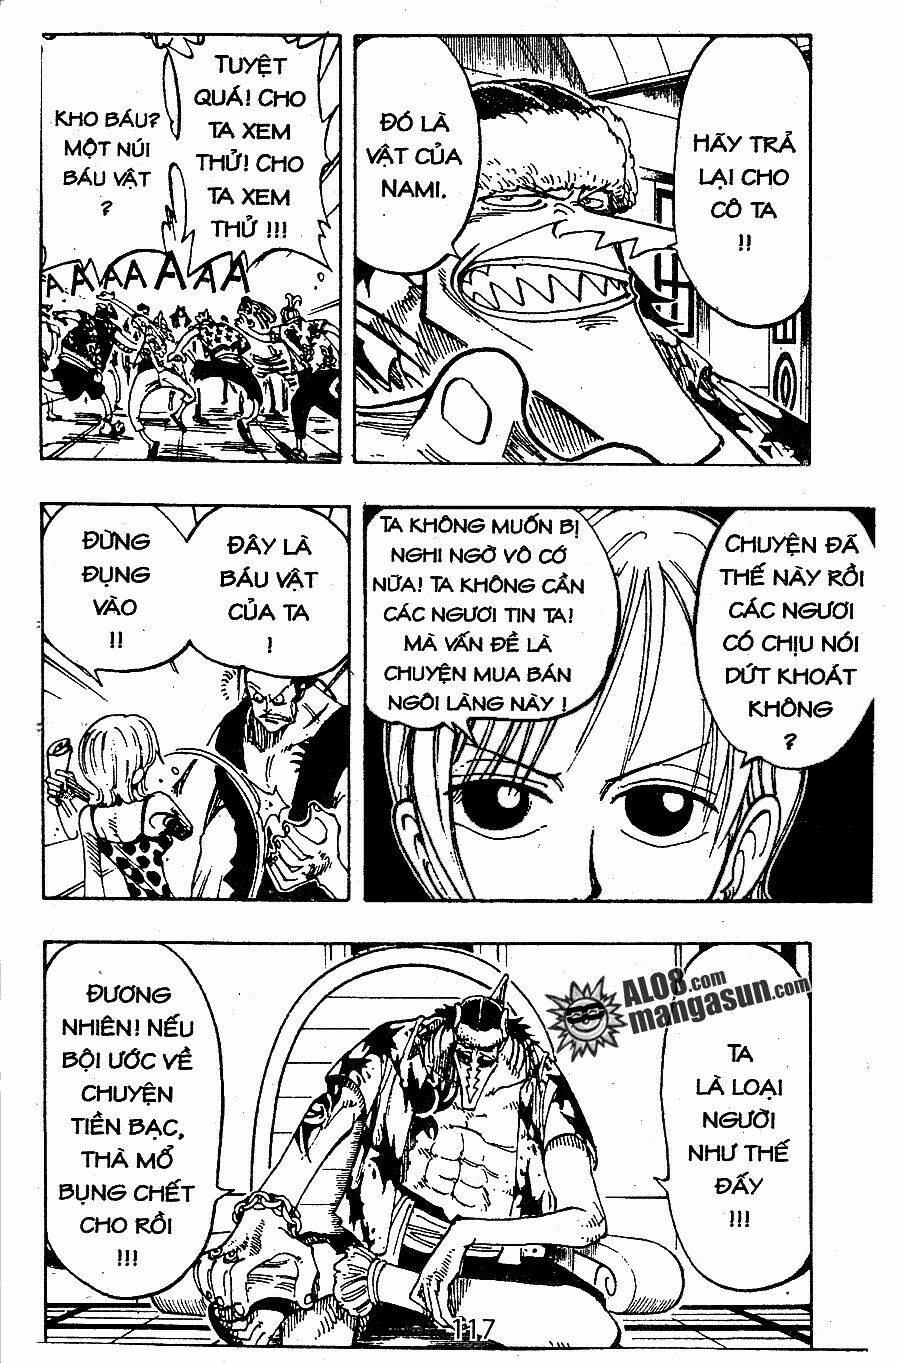 HÃY TRẢ
LẠI CHO
CÔ TA
!!
ĐÓ LÀ
VẬT CỦA
NAMI.
TUYỆT
QUÁ! CHO
TA XEM
THỬ! CHO
TA XEM
THỬ !!!
KHO BÁU?
MỘT NÚI
BÁU VẬT
?
AAAAAAA
CHUYỆN ĐÃ
THẾ NÀY RỒI
CÁC NGƯƠI
CÓ CHỊU NÓI
DỨT KHOÁT
KHÔNG
?
TA KHÔNG MUỐN BỊ
NGHI NGỜ VÔ CỚ
NỮA! TA KHÔNG CẦN
CÁC NGƯƠI TIN TA!
MÀ VẤN ĐỀ LÀ
CHUYỆN MUA BÁN
NGÔI LÀNG NÀY !
ĐÂY LÀ
BÁU VẬT
CỦA TA
!
ĐỪNG
ĐỤNG
VÀO
!!
ALO8.com
mangasun.com
TA
LÀ LOẠI
NGƯỜI
NHƯ THẾ
ĐẤY
!!!
ĐƯƠNG
NHIÊN! NẾU
BỘI ƯỚC VỀ
CHUYỆN
TIỀN BẠC,
THÀ MỔ
BỤNG CHẾT
CHO RỒI
!!!
117